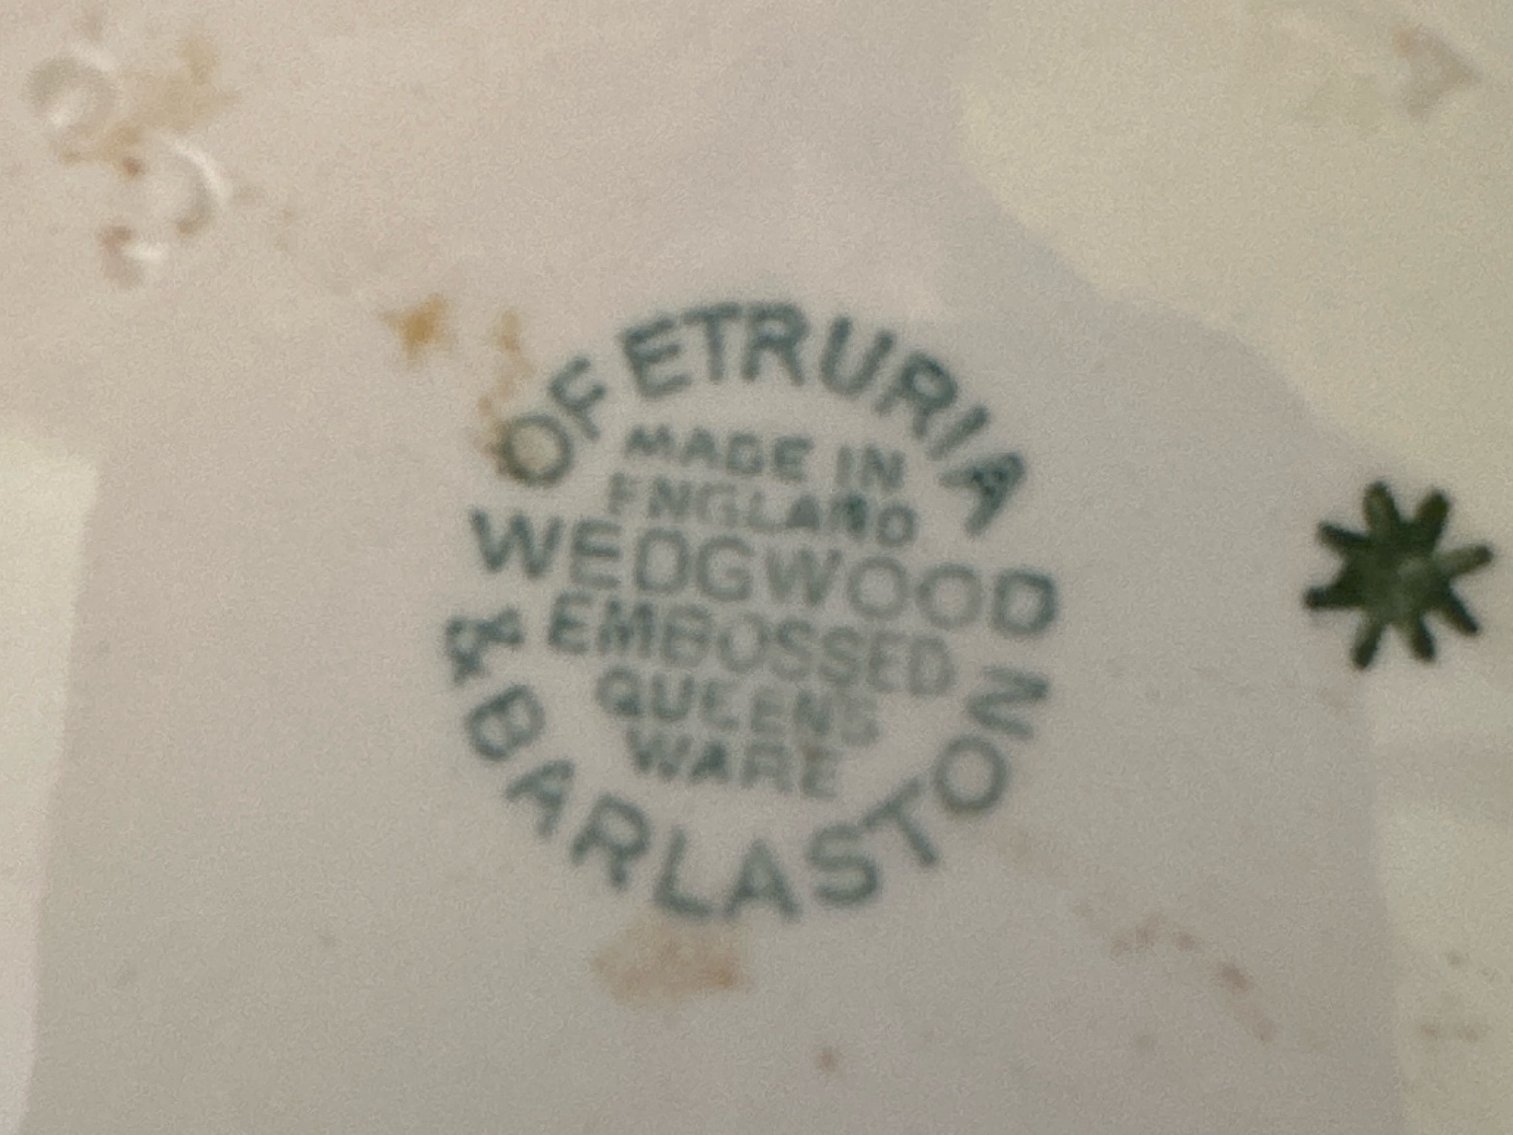 OF ETRURIA
MADE IN
ENGLAND
WEDGWOOD
EMBOSSED
QUEENS
WARE
& BARLASTON